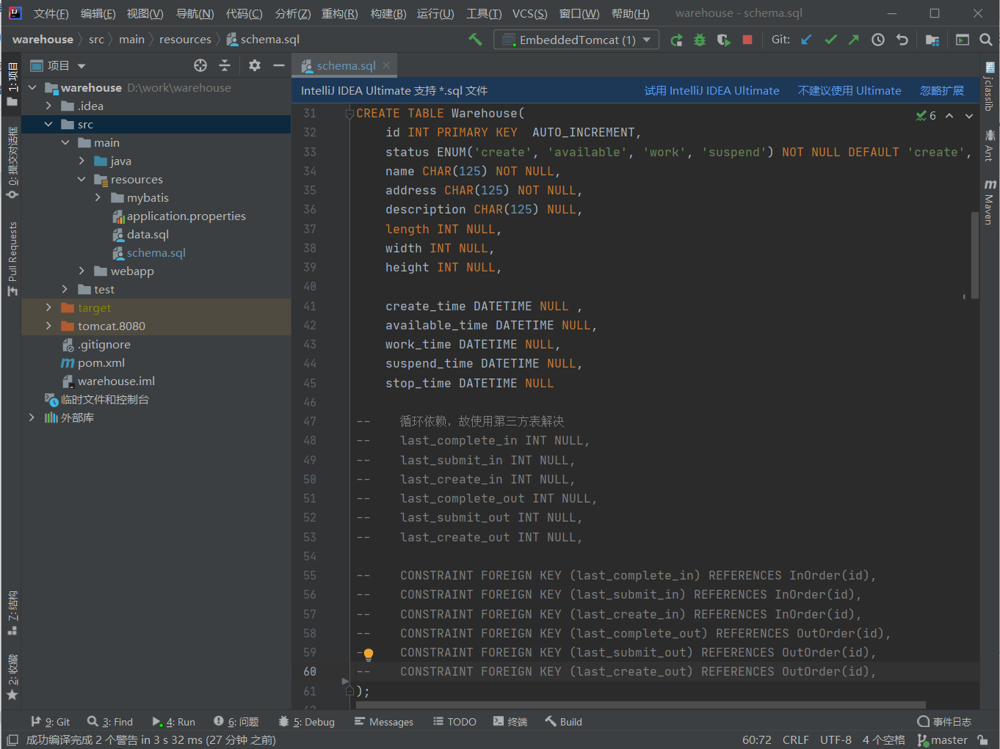 文件(F) 编辑(E) 视图(V) 导航(N) 代码(C) 分析(Z) 重构(R) 构建(B) 运行(U) 工具(T) VCS(S) 窗口(W) 帮助(H) warehouse - schema.sql
warehouse src main resources schema.sql EmbeddedTomcat (1) Git:
项目
schema.sql
IntelliJ IDEA Ultimate 支持 *.sql 文件 试用 IntelliJ IDEA Ultimate 不建议使用 Ultimate 忽略扩展
1: 项目
0: 提交对话框
Pull Requests
Z: 结构
2: 收藏
warehouse D:\work\warehouse
.idea
src
main
java
resources
mybatis
application.properties
data.sql
schema.sql
webapp
test
target
tomcat.8080
.gitignore
pom.xml
warehouse.iml
临时文件和控制台
外部库
6
31 CREATE TABLE Warehouse(
32 id INT PRIMARY KEY  AUTO_INCREMENT,
33 status ENUM('create', 'available', 'work', 'suspend') NOT NULL DEFAULT 'create',
34 name CHAR(125) NOT NULL,
35 address CHAR(125) NOT NULL,
36 description CHAR(125) NULL,
37 length INT NULL,
38 width INT NULL,
39 height INT NULL,
40
41 create_time DATETIME NULL ,
42 available_time DATETIME NULL,
43 work_time DATETIME NULL,
44 suspend_time DATETIME NULL,
45 stop_time DATETIME NULL
46
47 -- 循环依赖，故使用第三方表解决
48 -- last_complete_in INT NULL,
49 -- last_submit_in INT NULL,
50 -- last_create_in INT NULL,
51 -- last_complete_out INT NULL,
52 -- last_submit_out INT NULL,
53 -- last_create_out INT NULL,
54
55 -- CONSTRAINT FOREIGN KEY (last_complete_in) REFERENCES InOrder(id),
56 -- CONSTRAINT FOREIGN KEY (last_submit_in) REFERENCES InOrder(id),
57 -- CONSTRAINT FOREIGN KEY (last_create_in) REFERENCES InOrder(id),
58 -- CONSTRAINT FOREIGN KEY (last_complete_out) REFERENCES OutOrder(id),
59 - CONSTRAINT FOREIGN KEY (last_submit_out) REFERENCES OutOrder(id),
60 -- CONSTRAINT FOREIGN KEY (last_create_out) REFERENCES OutOrder(id),
61 );
jclasslib
Ant
Maven
9: Git 3: Find 4: Run 6: 问题 5: Debug Messages TODO 终端 Build 事件日志
成功编译完成 2 个警告 in 3 s 32 ms (27 分钟 之前) 60:72 CRLF UTF-8 4 个空格 master